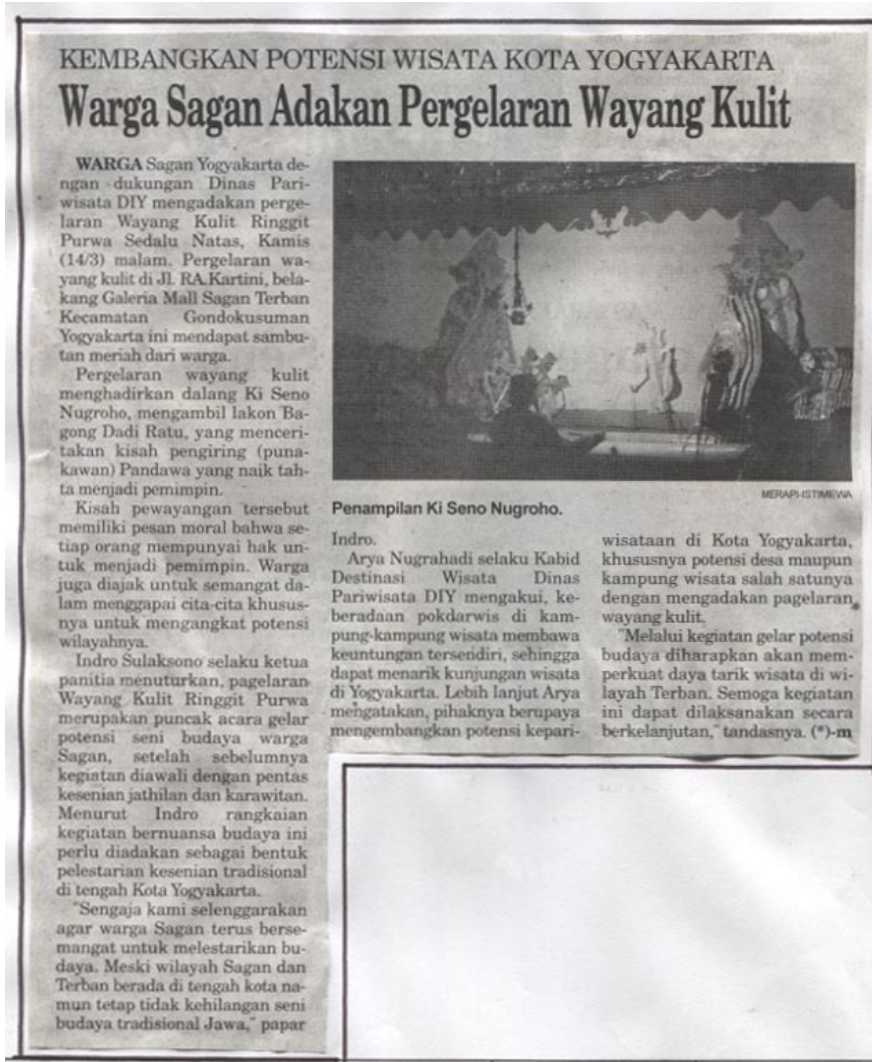 KEMBANGKAN POTENSI WISATA KOTA YOGYAKARTA
Warga Sagan Adakan Pergelaran Wayang Kulit
WARGA Sagan Yogyakarta de-
ngan dukungan Dinas Pari-
wisata DIY mengadakan perge-
laran Wayang Kulit Ringgit
Purwa Sedalu Natas, Kamis
(14/3) malam. Pergelaran wa-
yang kulit di Jl. RA.Kartini, bela-
kang Galeria Mall Sagan Terban
Kecamatan Gondokusuman
Yogyakarta ini mendapat sambu-
tan meriah dari warga.
Pergelaran wayang kulit
menghadirkan dalang Ki Seno
Nugroho, mengambil lakon Ba-
gong Dadi Ratu, yang menceri-
takan kisah pengiring (puna-
kawan) Pandawa yang naik tah-
ta menjadi pemimpin.
Kisah pewayangan tersebut
memiliki pesan moral bahwa se-
tiap orang mempunyai hak un-
tuk menjadi pemimpin. Warga
juga diajak untuk semangat da-
lam menggapai cita-cita khusus-
nya untuk mengangkat potensi
wilayahnya.
Indro Sulaksono selaku ketua
panitia menuturkan, pagelaran
Wayang Kulit Ringgit Purwa
merupakan puncak acara gelar
potensi seni budaya warga
Sagan, setelah sebelumnya
kegiatan diawali dengan pentas
kesenian jathilan dan karawitan.
Menurut Indro rangkaian
kegiatan bernuansa budaya ini
perlu diadakan sebagai bentuk
pelestarian kesenian tradisional
di tengah Kota Yogyakarta.
"Sengaja kami selenggarakan
agar warga Sagan terus berse-
mangat untuk melestarikan bu-
daya. Meski wilayah Sagan dan
Terban berada di tengah kota na-
mun tetap tidak kehilangan seni
budaya tradisional Jawa," papar
MERAPI-ISTIMEWA
Penampilan Ki Seno Nugroho.
Indro.
Arya Nugrahadi selaku Kabid
Destinasi Wisata Dinas
Pariwisata DIY mengakui, ke-
beradaan pokdarwis di kam-
pung-kampung wisata membawa
keuntungan tersendiri, sehingga
dapat menarik kunjungan wisata
di Yogyakarta. Lebih lanjut Arya
mengatakan, pihaknya berupaya
mengembangkan potensi kepari-
wisataan di Kota Yogyakarta,
khususnya potensi desa maupun
kampung wisata salah satunya
dengan mengadakan pagelaran
wayang kulit.
"Melalui kegiatan gelar potensi
budaya diharapkan akan mem-
perkuat daya tarik wisata di wi-
layah Terban. Semoga kegiatan
ini dapat dilaksanakan secara
berkelanjutan," tandasnya. (*)-m